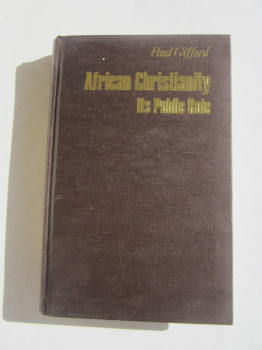 Paul Gifford
African Christianity
Its Public Role